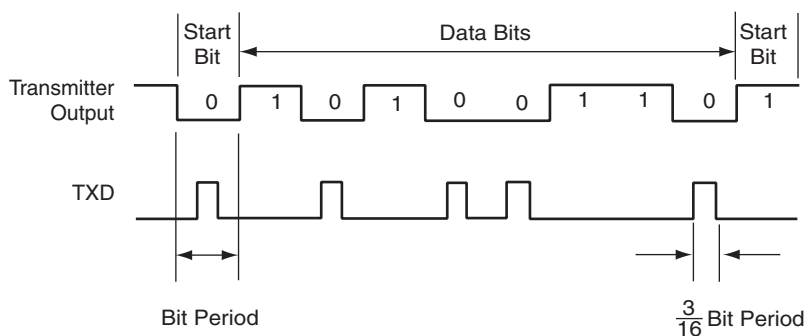 Start
Bit
Data Bits
Start
Bit
Transmitter
Output
0 1 0 1 0 0 1 1 0 1
TXD
Bit Period
3/16 Bit Period